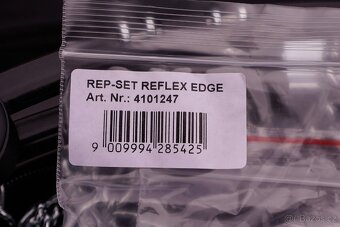 REP-SET REFLEX EDGE
Art. Nr.: 4101247
9 009994 285425